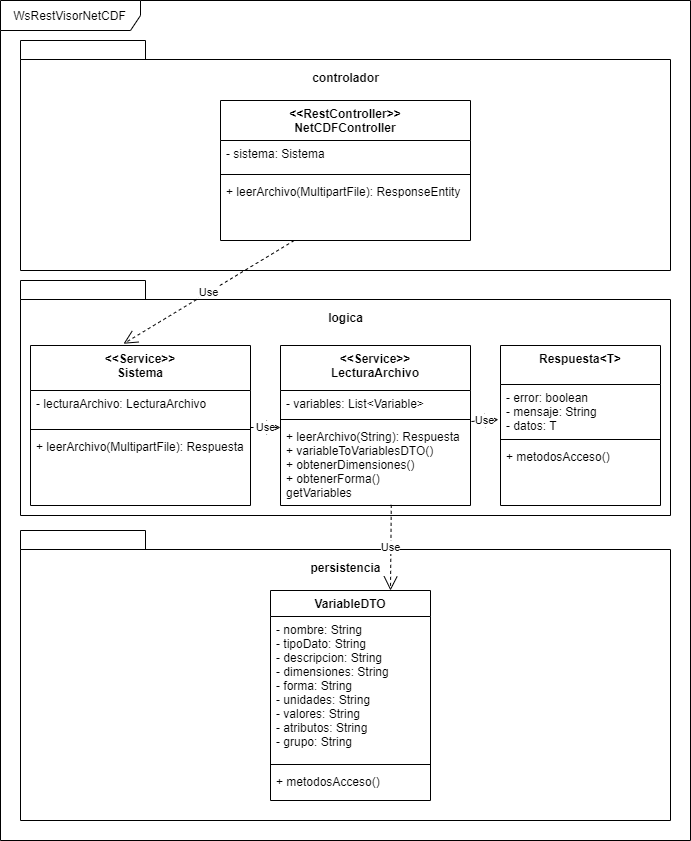 WsRestVisorNetCDF
controlador
<<RestController>>
NetCDFController
- sistema: Sistema
+ leerArchivo(MultipartFile): ResponseEntity
Use
logica
<<Service>>
Sistema
- lecturaArchivo: LecturaArchivo
+ leerArchivo(MultipartFile): Respuesta
Use
<<Service>>
LecturaArchivo
- variables: List<Variable>
+ leerArchivo(String): Respuesta
+ variableToVariablesDTO()
+ obtenerDimensiones()
+ obtenerForma()
getVariables
Use
Respuesta<T>
- error: boolean
- mensaje: String
- datos: T
+ metodosAcceso()
Use
persistencia
VariableDTO
- nombre: String
- tipoDato: String
- descripcion: String
- dimensiones: String
- forma: String
- unidades: String
- valores: String
- atributos: String
- grupo: String
+ metodosAcceso()